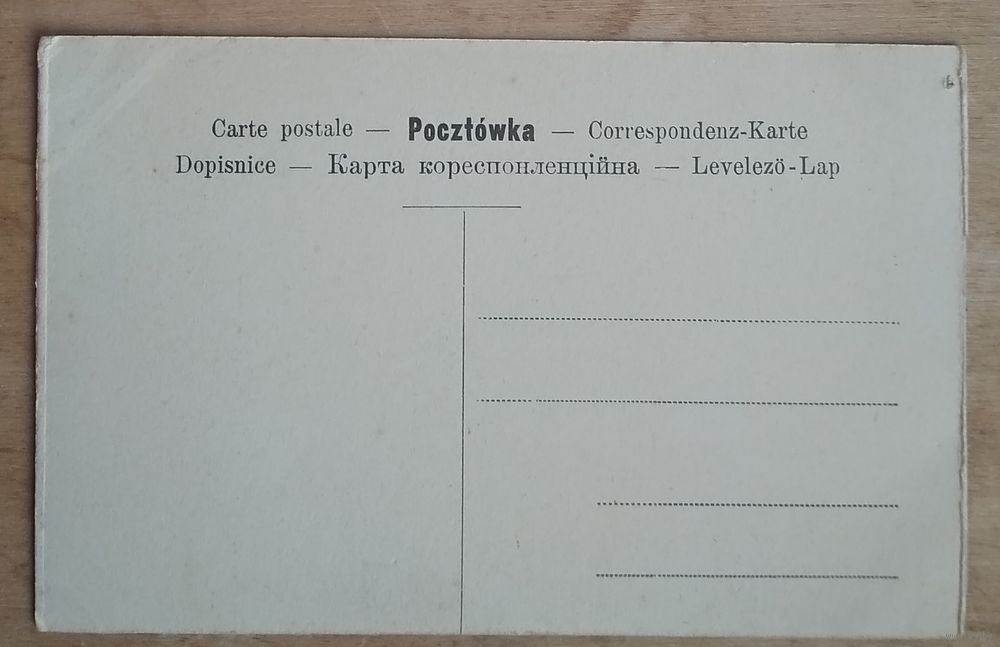 Carte postale — Pocztówka — Correspondenz-Karte
Dopisnice — Карта кореспонленційна — Levelezö-Lap